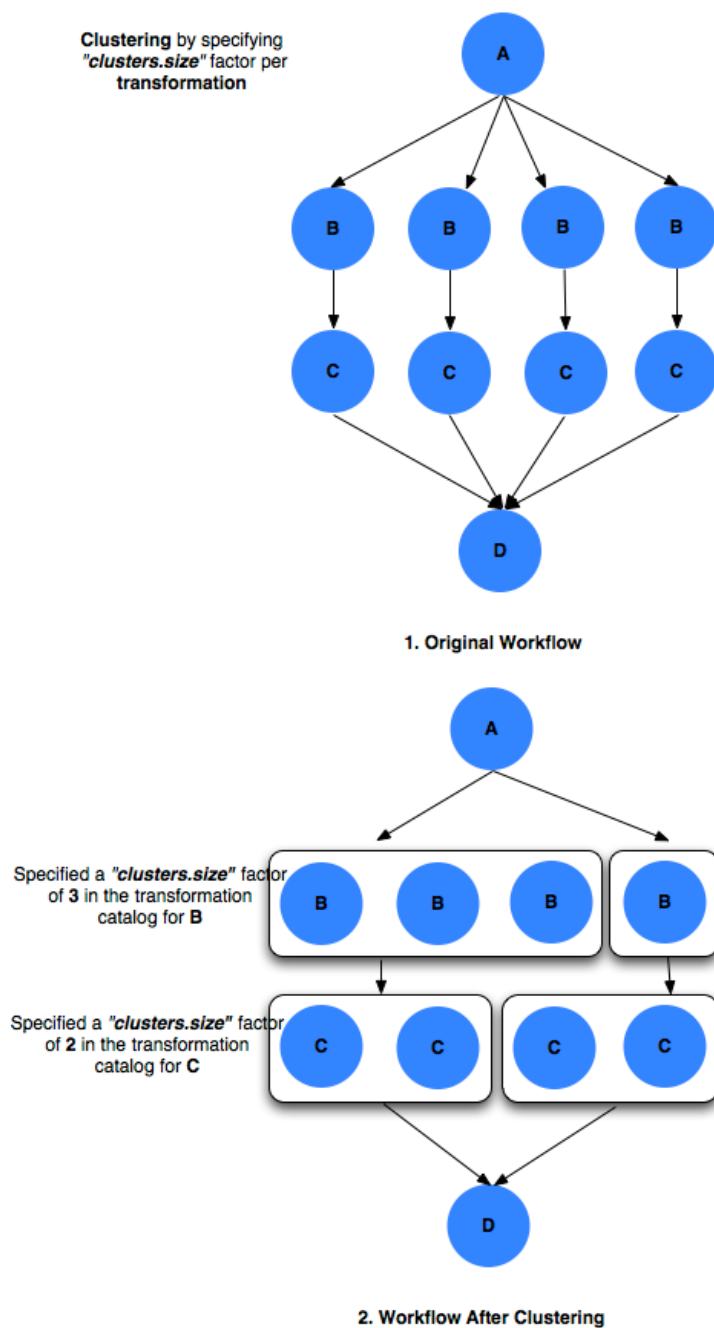 Clustering by specifying
"clusters.size" factor per
transformation
A
B B B B
C C C C
D
1. Original Workflow
A
Specified a "clusters.size" factor
of 3 in the transformation
catalog for B
B B B B
Specified a "clusters.size" factor
of 2 in the transformation
catalog for C
C C C C
D
2. Workflow After Clustering